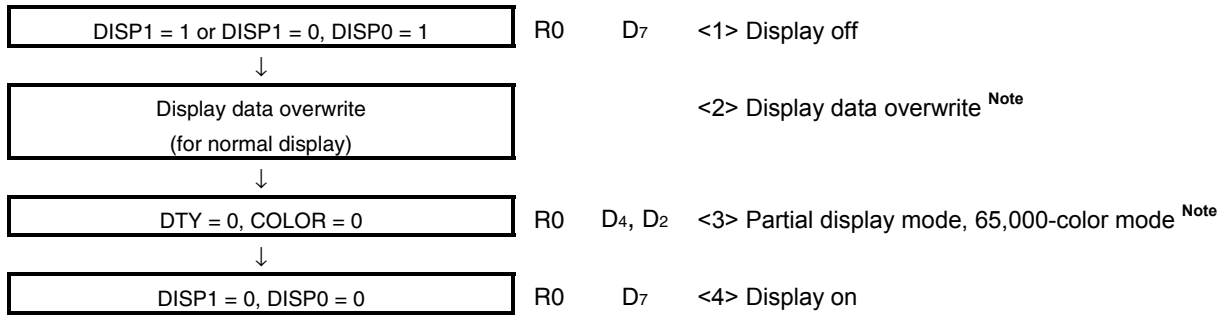 DISP1 = 1 or DISP1 = 0, DISP0 = 1 R0 D7 <1> Display off
↓
Display data overwrite <2> Display data overwrite Note
(for normal display)
↓
DTY = 0, COLOR = 0 R0 D4, D2 <3> Partial display mode, 65,000-color mode Note
↓
DISP1 = 0, DISP0 = 0 R0 D7 <4> Display on